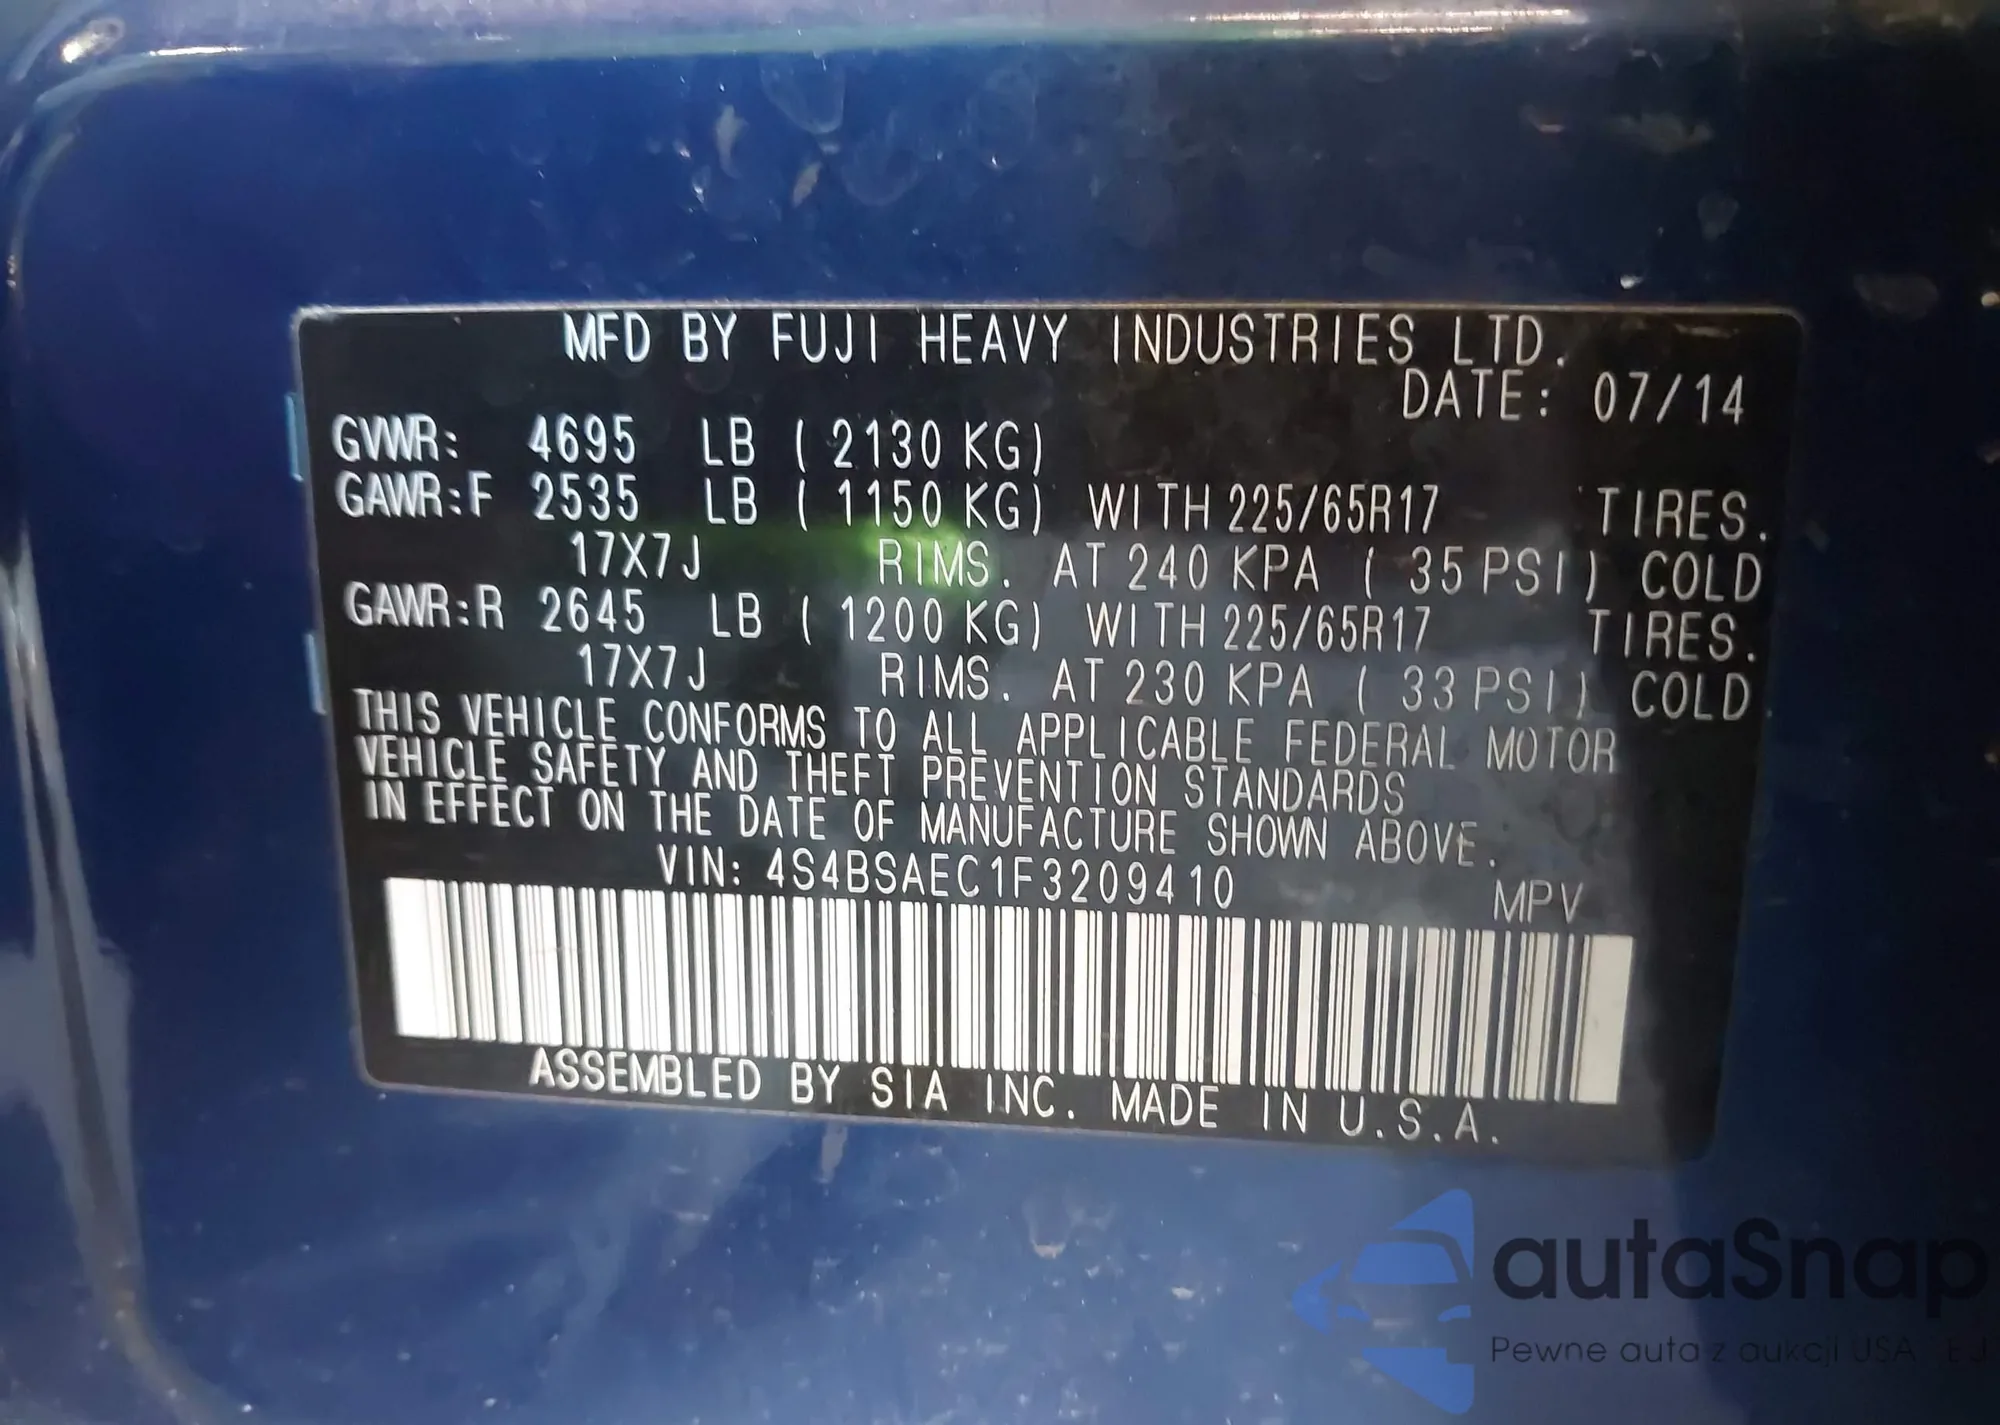 MFD BY FUJI HEAVY INDUSTRIES LTD.
DATE: 07/14
GVWR: 4695 LB ( 2130 KG)
GAWR:F 2535 LB ( 1150 KG) WITH 225/65R17 TIRES.
17X7J RIMS. AT 240 KPA ( 35 PSI) COLD
GAWR:R 2645 LB ( 1200 KG) WITH 225/65R17 TIRES.
17X7J RIMS. AT 230 KPA ( 33 PSI) COLD
THIS VEHICLE CONFORMS TO ALL APPLICABLE FEDERAL MOTOR
VEHICLE SAFETY AND THEFT PREVENTION STANDARDS
IN EFFECT ON THE DATE OF MANUFACTURE SHOWN ABOVE.
VIN: 4S4BSAEC1F3209410 MPV
ASSEMBLED BY SIA INC. MADE IN U.S.A.
autaSnap
Pewne auta z aukcji USA